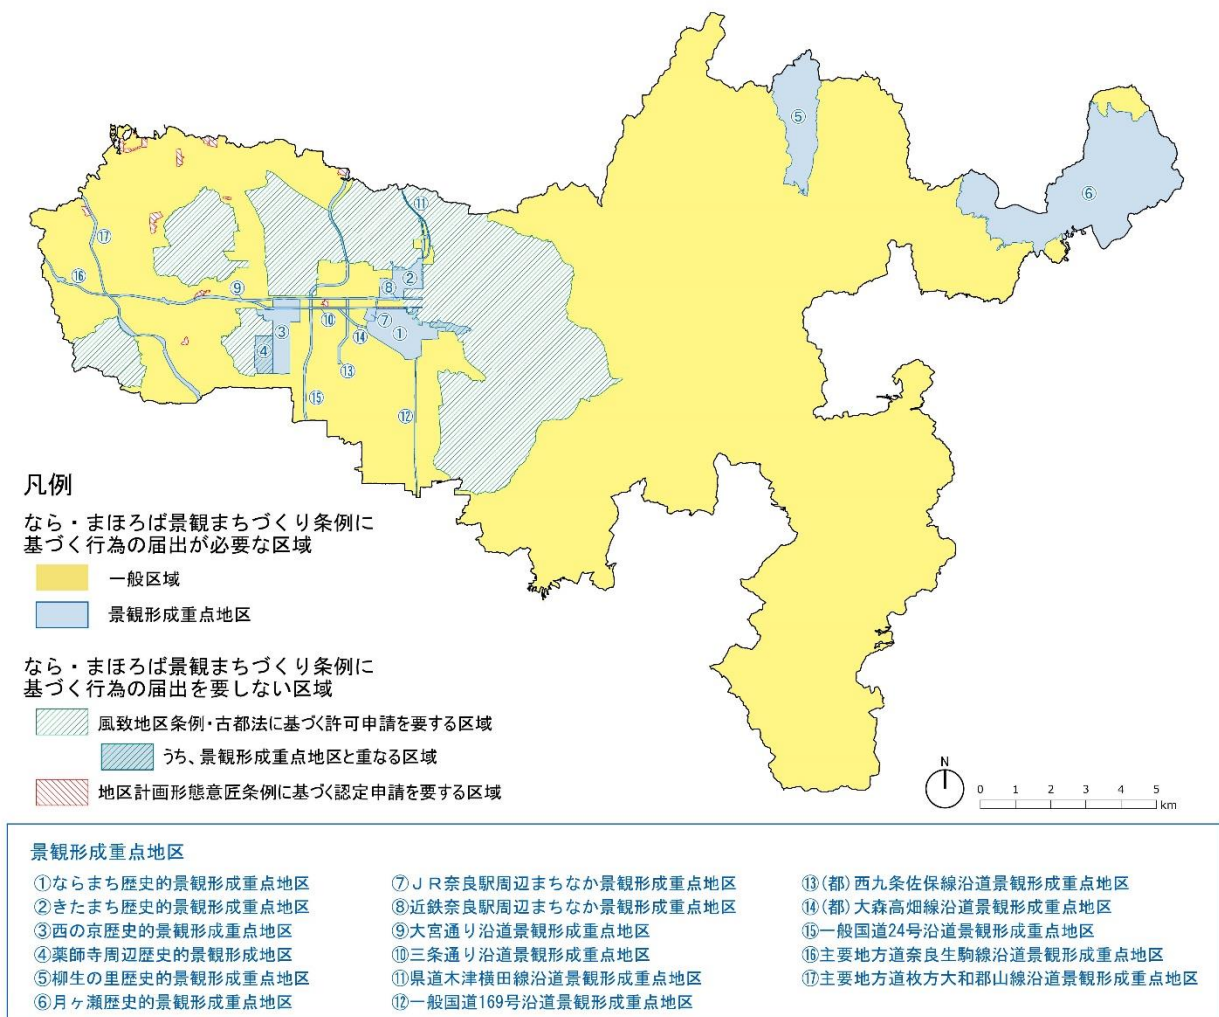 ⑤
⑥
⑪
⑰
⑯
②
⑨
⑧
⑩
⑦
③
①
⑭
④
⑬
⑮
⑫
凡例
なら・まほろば景観まちづくり条例に
基づく行為の届出が必要な区域
一般区域
景観形成重点地区
なら・まほろば景観まちづくり条例に
基づく行為の届出を要しない区域
風致地区条例・古都法に基づく許可申請を要する区域
うち、景観形成重点地区と重なる区域
地区計画形態意匠条例に基づく認定申請を要する区域
N
0 1 2 3 4 5
km
景観形成重点地区
①ならまち歴史的景観形成重点地区
②きたまち歴史的景観形成重点地区
③西の京歴史的景観形成重点地区
④薬師寺周辺歴史的景観形成重点地区
⑤柳生の里歴史的景観形成重点地区
⑥月ヶ瀬歴史的景観形成重点地区
⑦ＪＲ奈良駅周辺まちなか景観形成重点地区
⑧近鉄奈良駅周辺まちなか景観形成重点地区
⑨大宮通り沿道景観形成重点地区
⑩三条通り沿道景観形成重点地区
⑪県道木津横田線沿道景観形成重点地区
⑫一般国道169号沿道景観形成重点地区
⑬(都)西九条佐保線沿道景観形成重点地区
⑭(都)大森高畑線沿道景観形成重点地区
⑮一般国道24号沿道景観形成重点地区
⑯主要地方道奈良生駒線沿道景観形成重点地区
⑰主要地方道枚方大和郡山線沿道景観形成重点地区